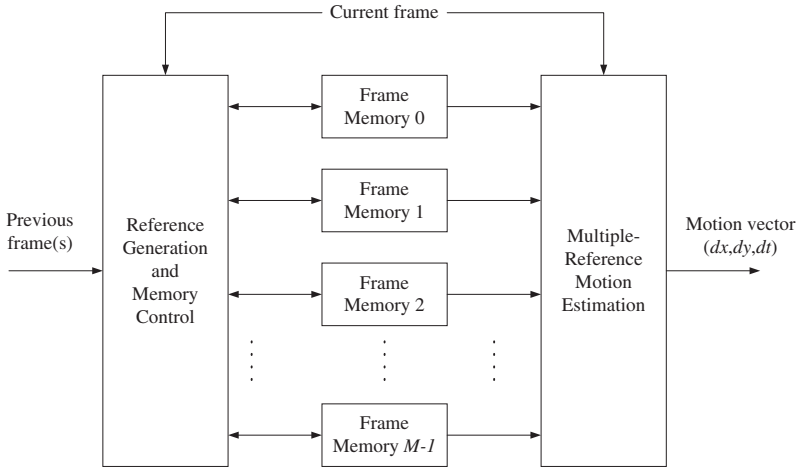 Current frame
Frame
Memory 0
Frame
Memory 1
Previous
frame(s)
Reference
Generation
and
Memory
Control
Multiple-
Reference
Motion
Estimation
Motion vector
(dx,dy,dt)
Frame
Memory 2
Frame
Memory M-1